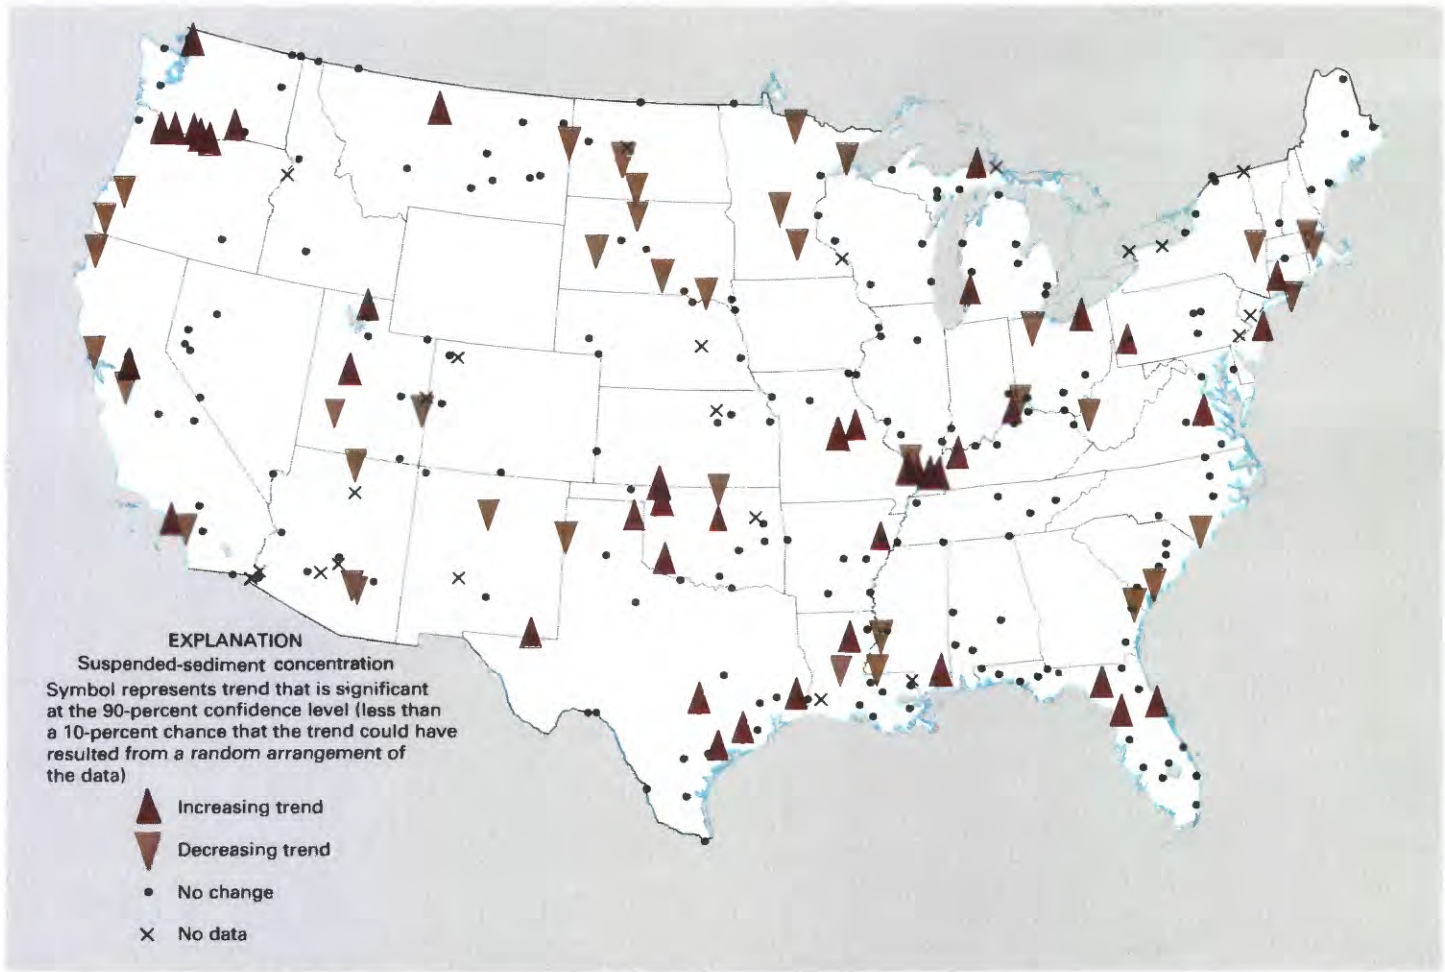 EXPLANATION
Suspended-sediment concentration
Symbol represents trend that is significant
at the 90-percent confidence level (less than
a 10-percent chance that the trend could have
resulted from a random arrangement of
the data)
Increasing trend
Decreasing trend
No change
No data